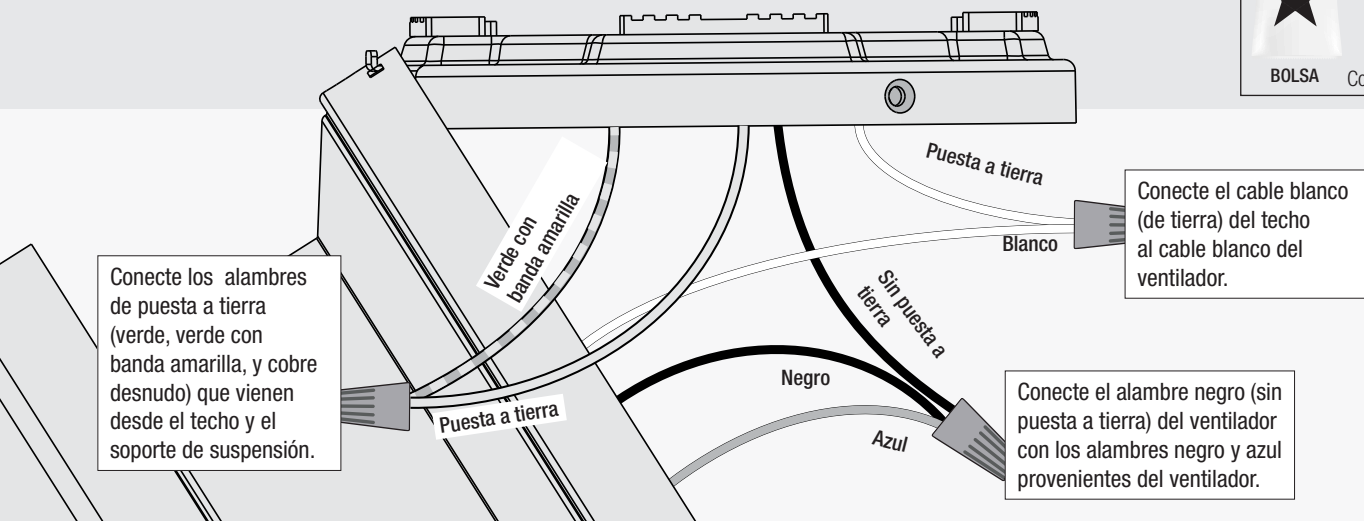 BOLSA
Puesta a tierra
Conecte el cable blanco
(de tierra) del techo
al cable blanco del
ventilador.
Blanco
Verde con
banda amarilla
Sin puesta a
tierra
Conecte los alambres
de puesta a tierra
(verde, verde con
banda amarilla, y cobre
desnudo) que vienen
desde el techo y el
soporte de suspensión.
Puesta a tierra
Negro
Azul
Conecte el alambre negro (sin
puesta a tierra) del ventilador
con los alambres negro y azul
provenientes del ventilador.